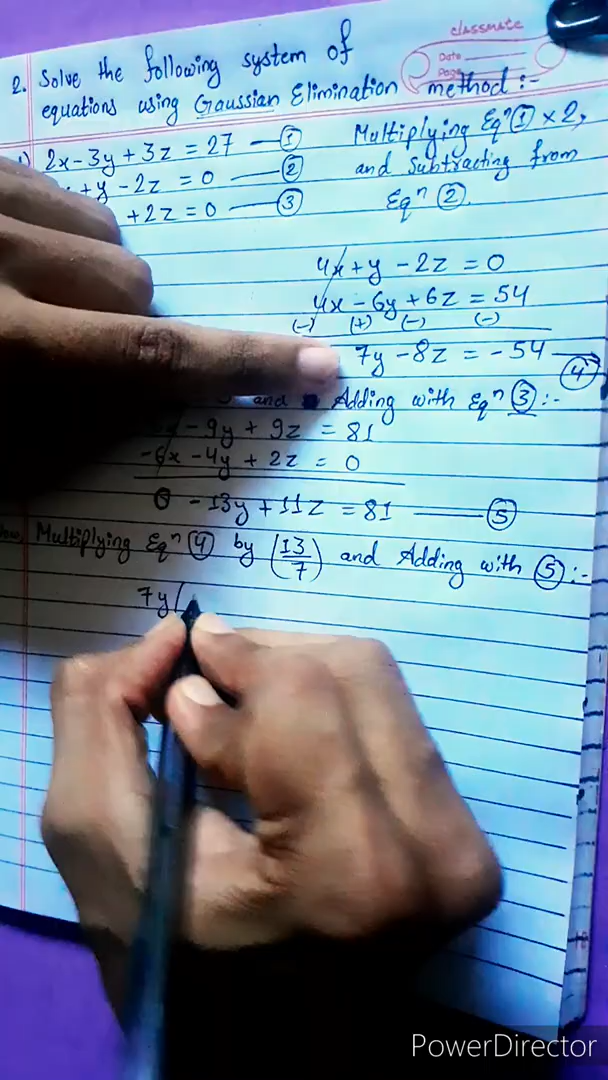 classmate
Date
Page
2. Solve the following system of
equations using Gaussian Elimination method :-
2x - 3y + 3z = 27 — ①
+ y - 2z = 0 — ②
+ 2z = 0 — ③
Multiplying Eqⁿ ① × 2,
and Subtracting from
Eqⁿ ②.
4x + y - 2z = 0
4x - 6y + 6z = 54
(-) (+) (-) (-)
7y - 8z = -54 — ④
and Adding with Eqⁿ ③ :-
- 9y + 9z = 81
-6x - 4y + 2z = 0
0 - 13y + 11z = 81 — ⑤
Now, Multiplying Eqⁿ ④ by (13/7) and Adding with ⑤ :-
7y(
PowerDirector